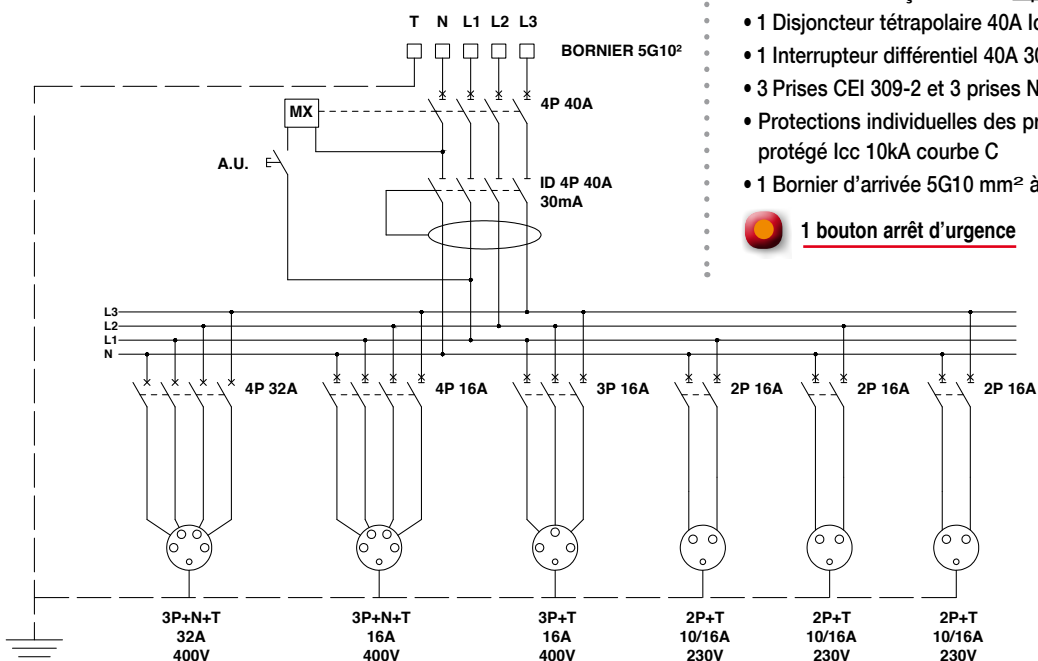 T N L1 L2 L3
BORNIER 5G10²
MX
4P 40A
A.U.
ID 4P 40A
30mA
• 1 Disjoncteur tétrapolaire 40A
• 1 Interrupteur différentiel 40A
• 3 Prises CEI 309-2 et 3 prises
• Protections individuelles des
protégé Icc 10kA courbe C
• 1 Bornier d'arrivée 5G10 mm² à
1 bouton arrêt d'urgence
L3
L2
L1
N
4P 32A 4P 16A 3P 16A 2P 16A 2P 16A 2P 16A
3P+N+T 3P+N+T 3P+T 2P+T 2P+T 2P+T
32A 16A 16A 10/16A 10/16A 10/16A
400V 400V 400V 230V 230V 230V